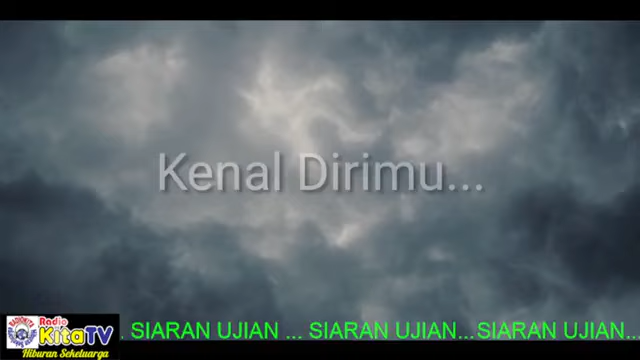 Kenal Dirimu...
. SIARAN UJIAN ... SIARAN UJIAN...SIARAN UJIAN...
Radio
KitaTV
Hiburan Sekeluarga